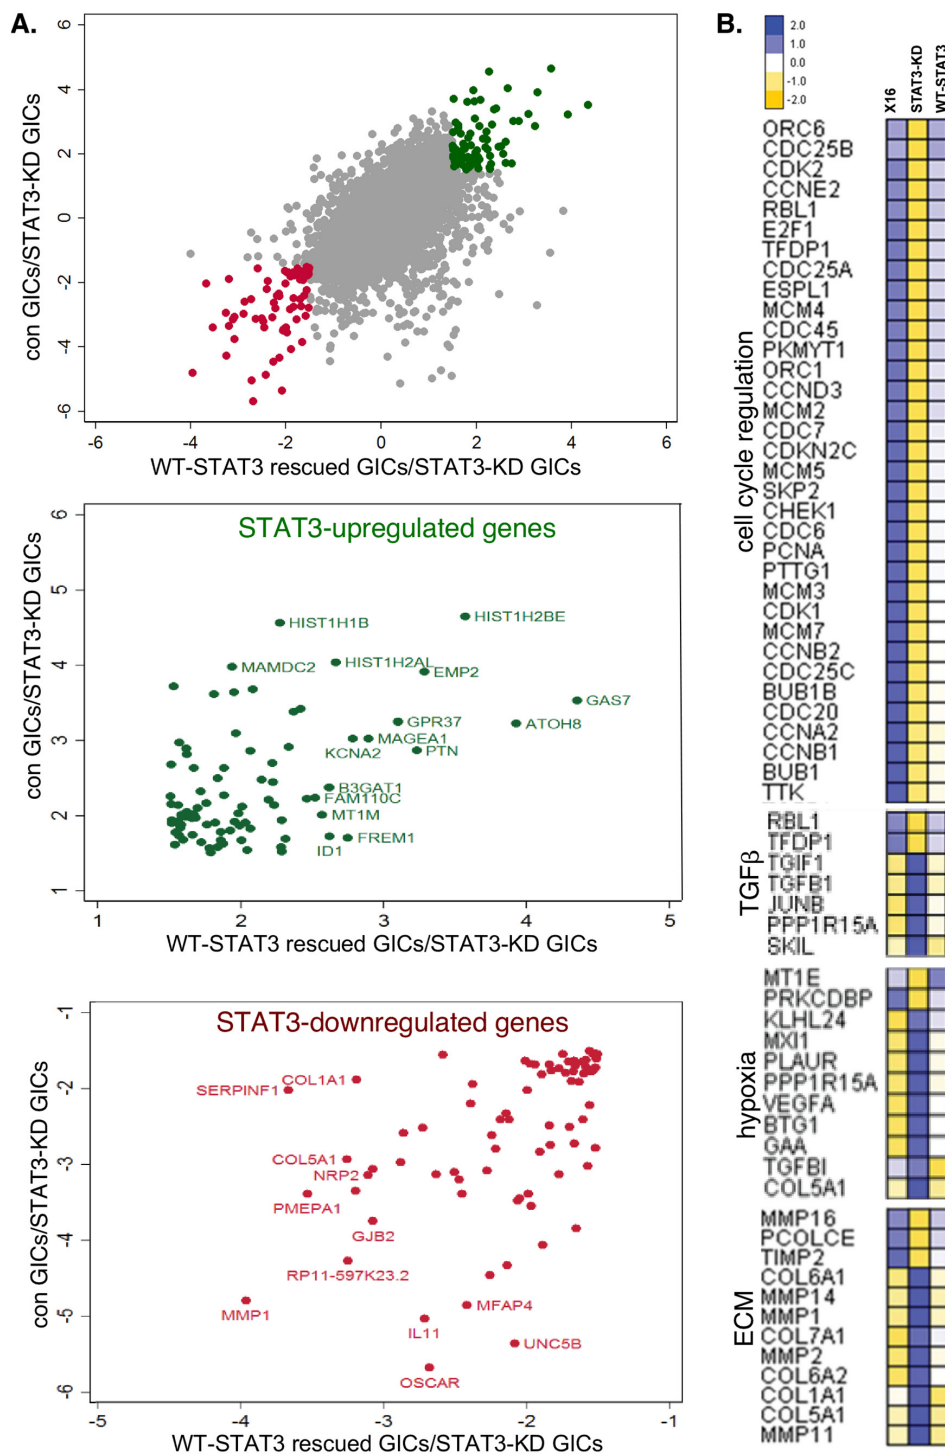 A.
6
4
2
0
-2
-4
-6
con GICs/STAT3-KD GICs
-6 -4 -2 0 2 4 6
WT-STAT3 rescued GICs/STAT3-KD GICs
STAT3-upregulated genes
6
5
4
3
2
1
con GICs/STAT3-KD GICs
HIST1H1B
HIST1H2BE
MAMDC2
HIST1H2AL
EMP2
GAS7
GPR37
ATOH8
MAGEA1
KCNA2
PTN
B3GAT1
FAM110C
MT1M
FREM1
ID1
1 2 3 4 5
WT-STAT3 rescued GICs/STAT3-KD GICs
STAT3-downregulated genes
-1
-2
-3
-4
-5
-6
con GICs/STAT3-KD GICs
COL1A1
SERPINF1
COL5A1
NRP2
PMEPA1
GJB2
RP11-597K23.2
MMP1
MFAP4
IL11
UNC5B
OSCAR
-5 -4 -3 -2 -1
WT-STAT3 rescued GICs/STAT3-KD GICs
B.
2.0
1.0
0.0
-1.0
-2.0
X16
STAT3-KD
WT-STAT3
cell cycle regulation
ORC6
CDC25B
CDK2
CCNE2
RBL1
E2F1
TFDP1
CDC25A
ESPL1
MCM4
CDC45
PKMYT1
ORC1
CCND3
MCM2
CDC7
CDKN2C
MCM5
SKP2
CHEK1
CDC6
PCNA
PTTG1
MCM3
CDK1
MCM7
CCNB2
CDC25C
BUB1B
CDC20
CCNA2
CCNB1
BUB1
TTK
TGFβ
RBL1
TFDP1
TGIF1
TGFB1
JUNB
PPP1R15A
SKIL
hypoxia
MT1E
PRKCDBP
KLHL24
MXI1
PLAUR
PPP1R15A
VEGFA
BTG1
GAA
TGFBI
COL5A1
ECM
MMP16
PCOLCE
TIMP2
COL6A1
MMP14
MMP1
COL7A1
MMP2
COL6A2
COL1A1
COL5A1
MMP11